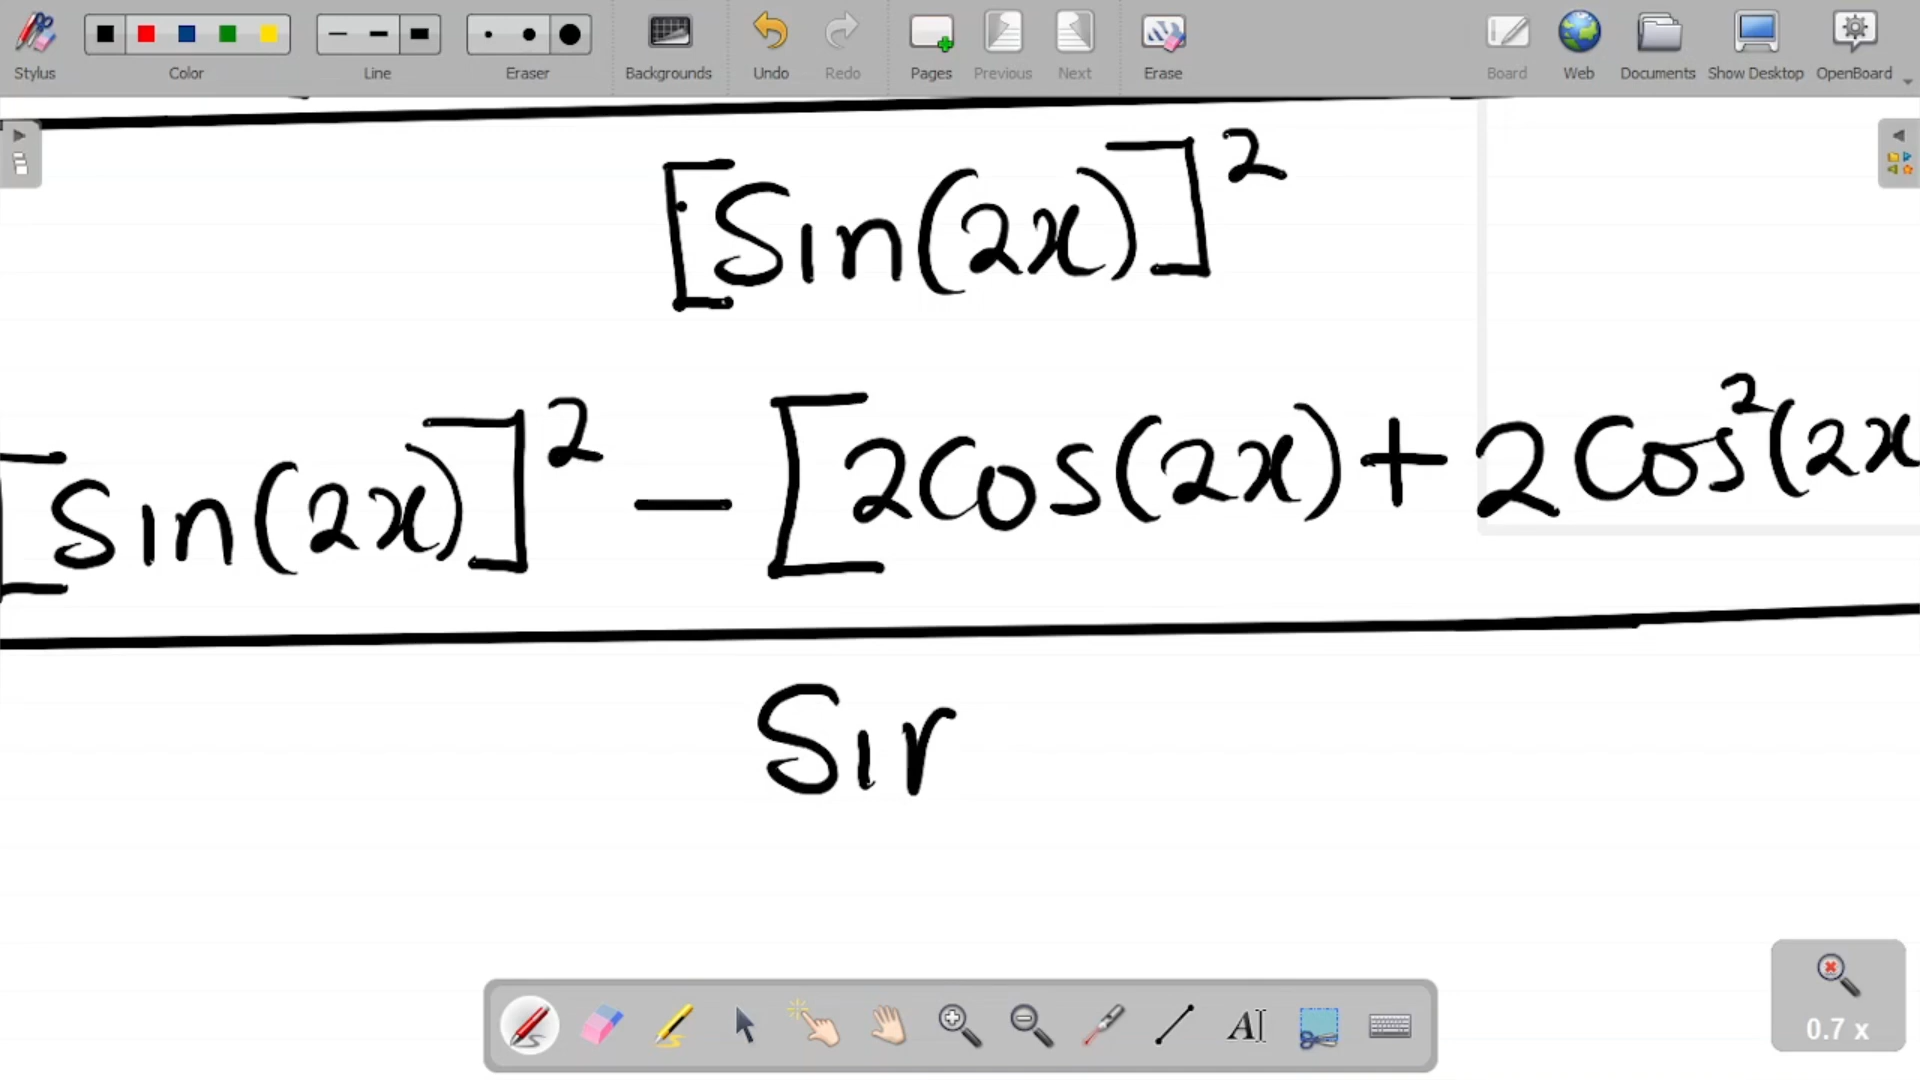 Stylus Color Line Eraser Backgrounds Undo Redo Pages Previous Next Erase Board Web Documents Show Desktop OpenBoard
[Sin(2x)]²
[Sin(2x)]² - [2Cos(2x)+2Cos²(2x
Sir
AI
0.7 x